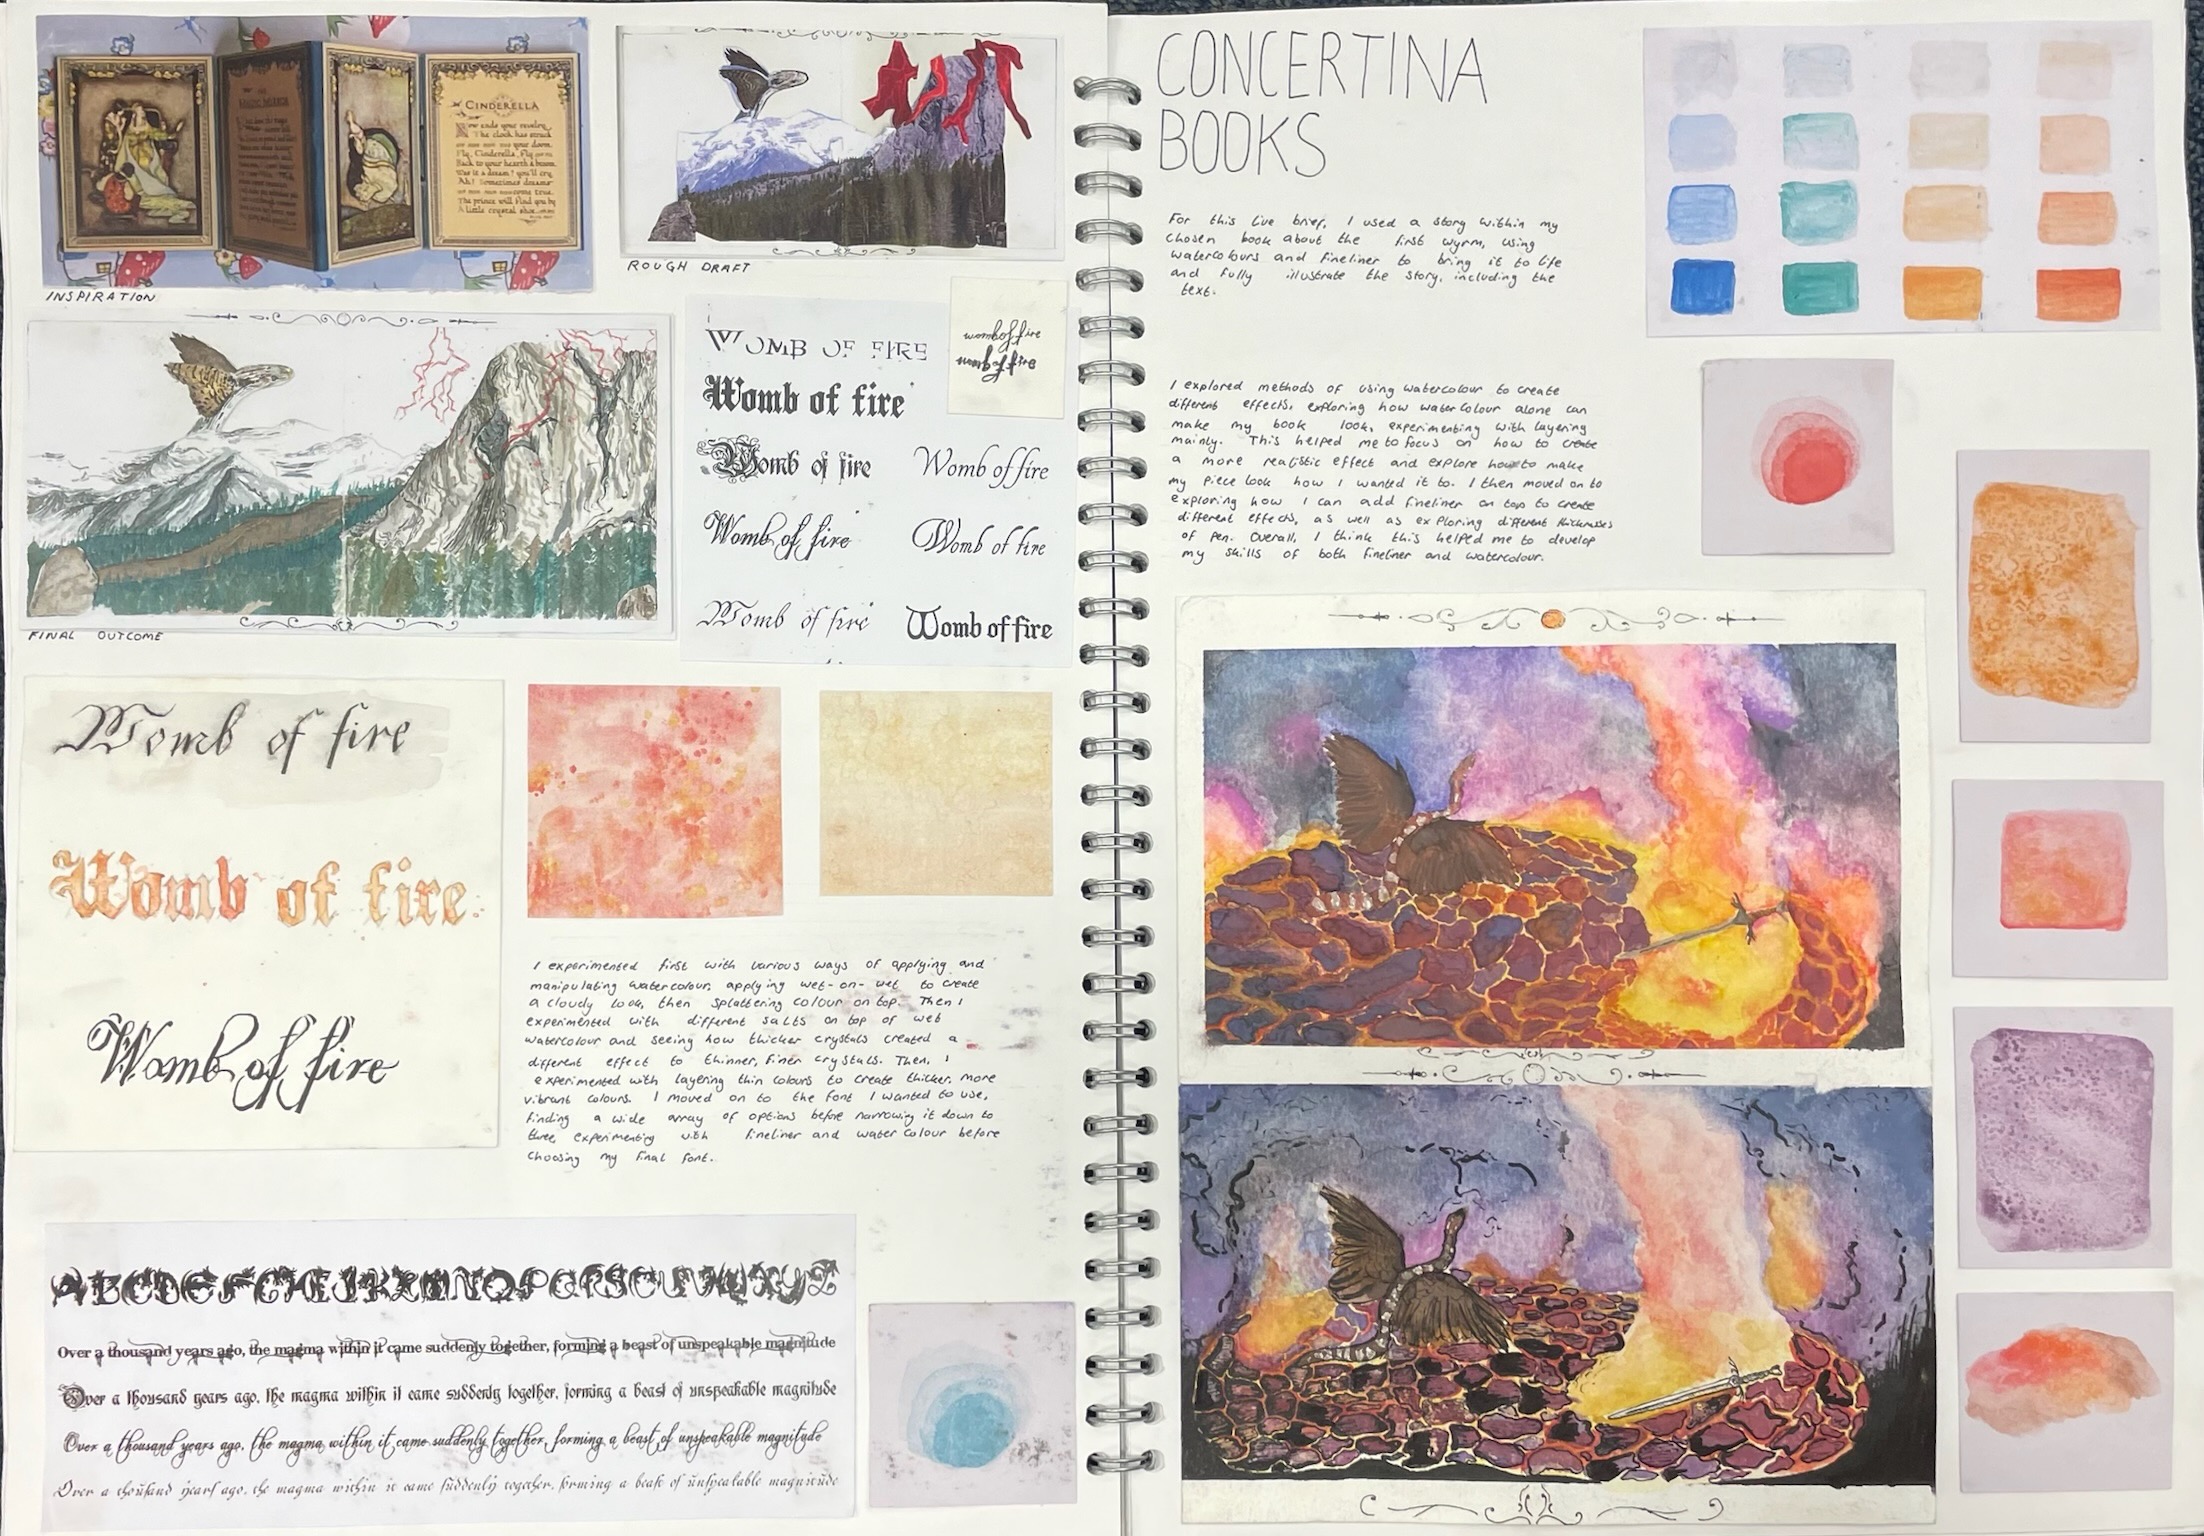 CINDERELLA
Now ends your revelry,
The clock has struck
your doom.
Fly, Cinderella, Fly
Back to your hearth & broom.
Was it a dream? you'll cry.
Ah! Sometimes dreams
come true.
The prince will find you by
A little crystal shoe
INSPIRATION
ROUGH DRAFT
FINAL OUTCOME
WOMB OF FIRE
Womb of fire
Womb of fire
Womb of fire
Womb of fire
Womb of fire
Womb of fire
Womb of fire
womb of fire
womb of fire
Womb of fire
Womb of fire.
Womb of fire
I experimented first with various ways of applying and
manipulating watercolour, applying wet-on-wet to create
a cloudy look, then splattering colour on top. Then I
experimented with different salts on top of wet
watercolour and seeing how thicker crystals created a
different effect to thinner, finer crystals. Then, I
experimented with layering thin colours to create thicker, more
vibrant colours. I moved on to the font I wanted to use,
finding a wide array of options before narrowing it down to
three experimenting with fineliner and watercolour before
choosing my final font.
ABCDEFGHIJKLMNOPQRSTUVWXYZ
Over a thousand years ago, the magma within it came suddenly together, forming a beast of unspeakable magnitude
Over a thousand years ago, the magma within it came suddenly together, forming a beast of unspeakable magnitude
Over a thousand years ago, the magma within it came suddenly together, forming a beast of unspeakable magnitude
Over a thousand years ago, the magma within it came suddenly together, forming a beast of unspeakable magnitude
CONCERTINA
BOOKS
For this live brief, I used a story within my
chosen book about the first wyrm, using
watercolours and fineliner to bring it to life
and fully illustrate the story, including the
text.
I explored methods of using watercolour to create
different effects, exploring how watercolour alone can
make my book look, experimenting with layering
mainly. This helped me to focus on how to create
a more realistic effect and explore how to make
my piece look how I wanted it to. I then moved on to
exploring how I can add fineliner on top to create
different effects, as well as exploring different thicknesses
of pen. Overall, I think this helped me to develop
my skills of both fineliner and watercolour.